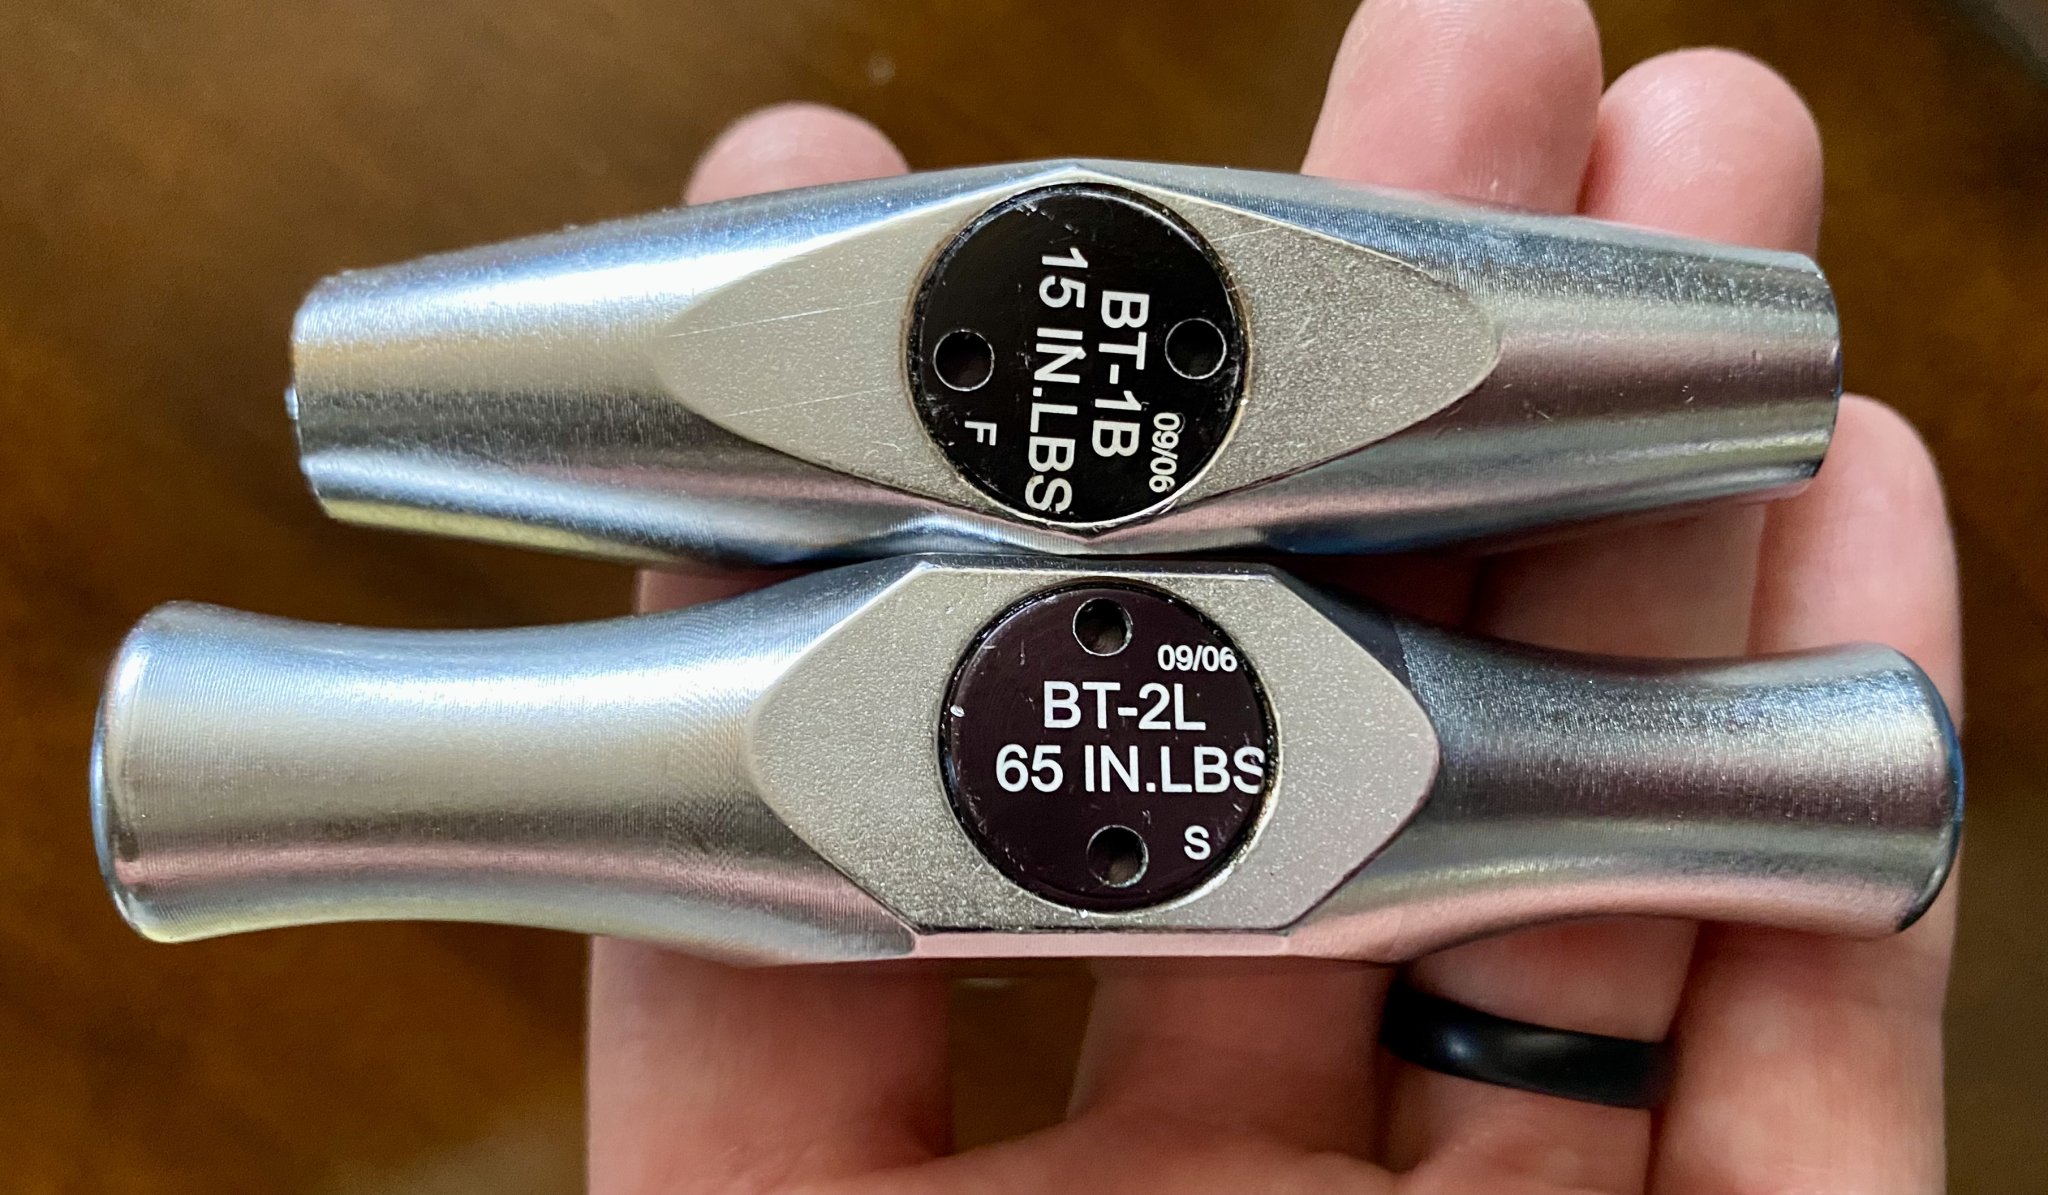 09/06
BT-1B
15 IN.LBS
F
09/06
BT-2L
65 IN.LBS
S